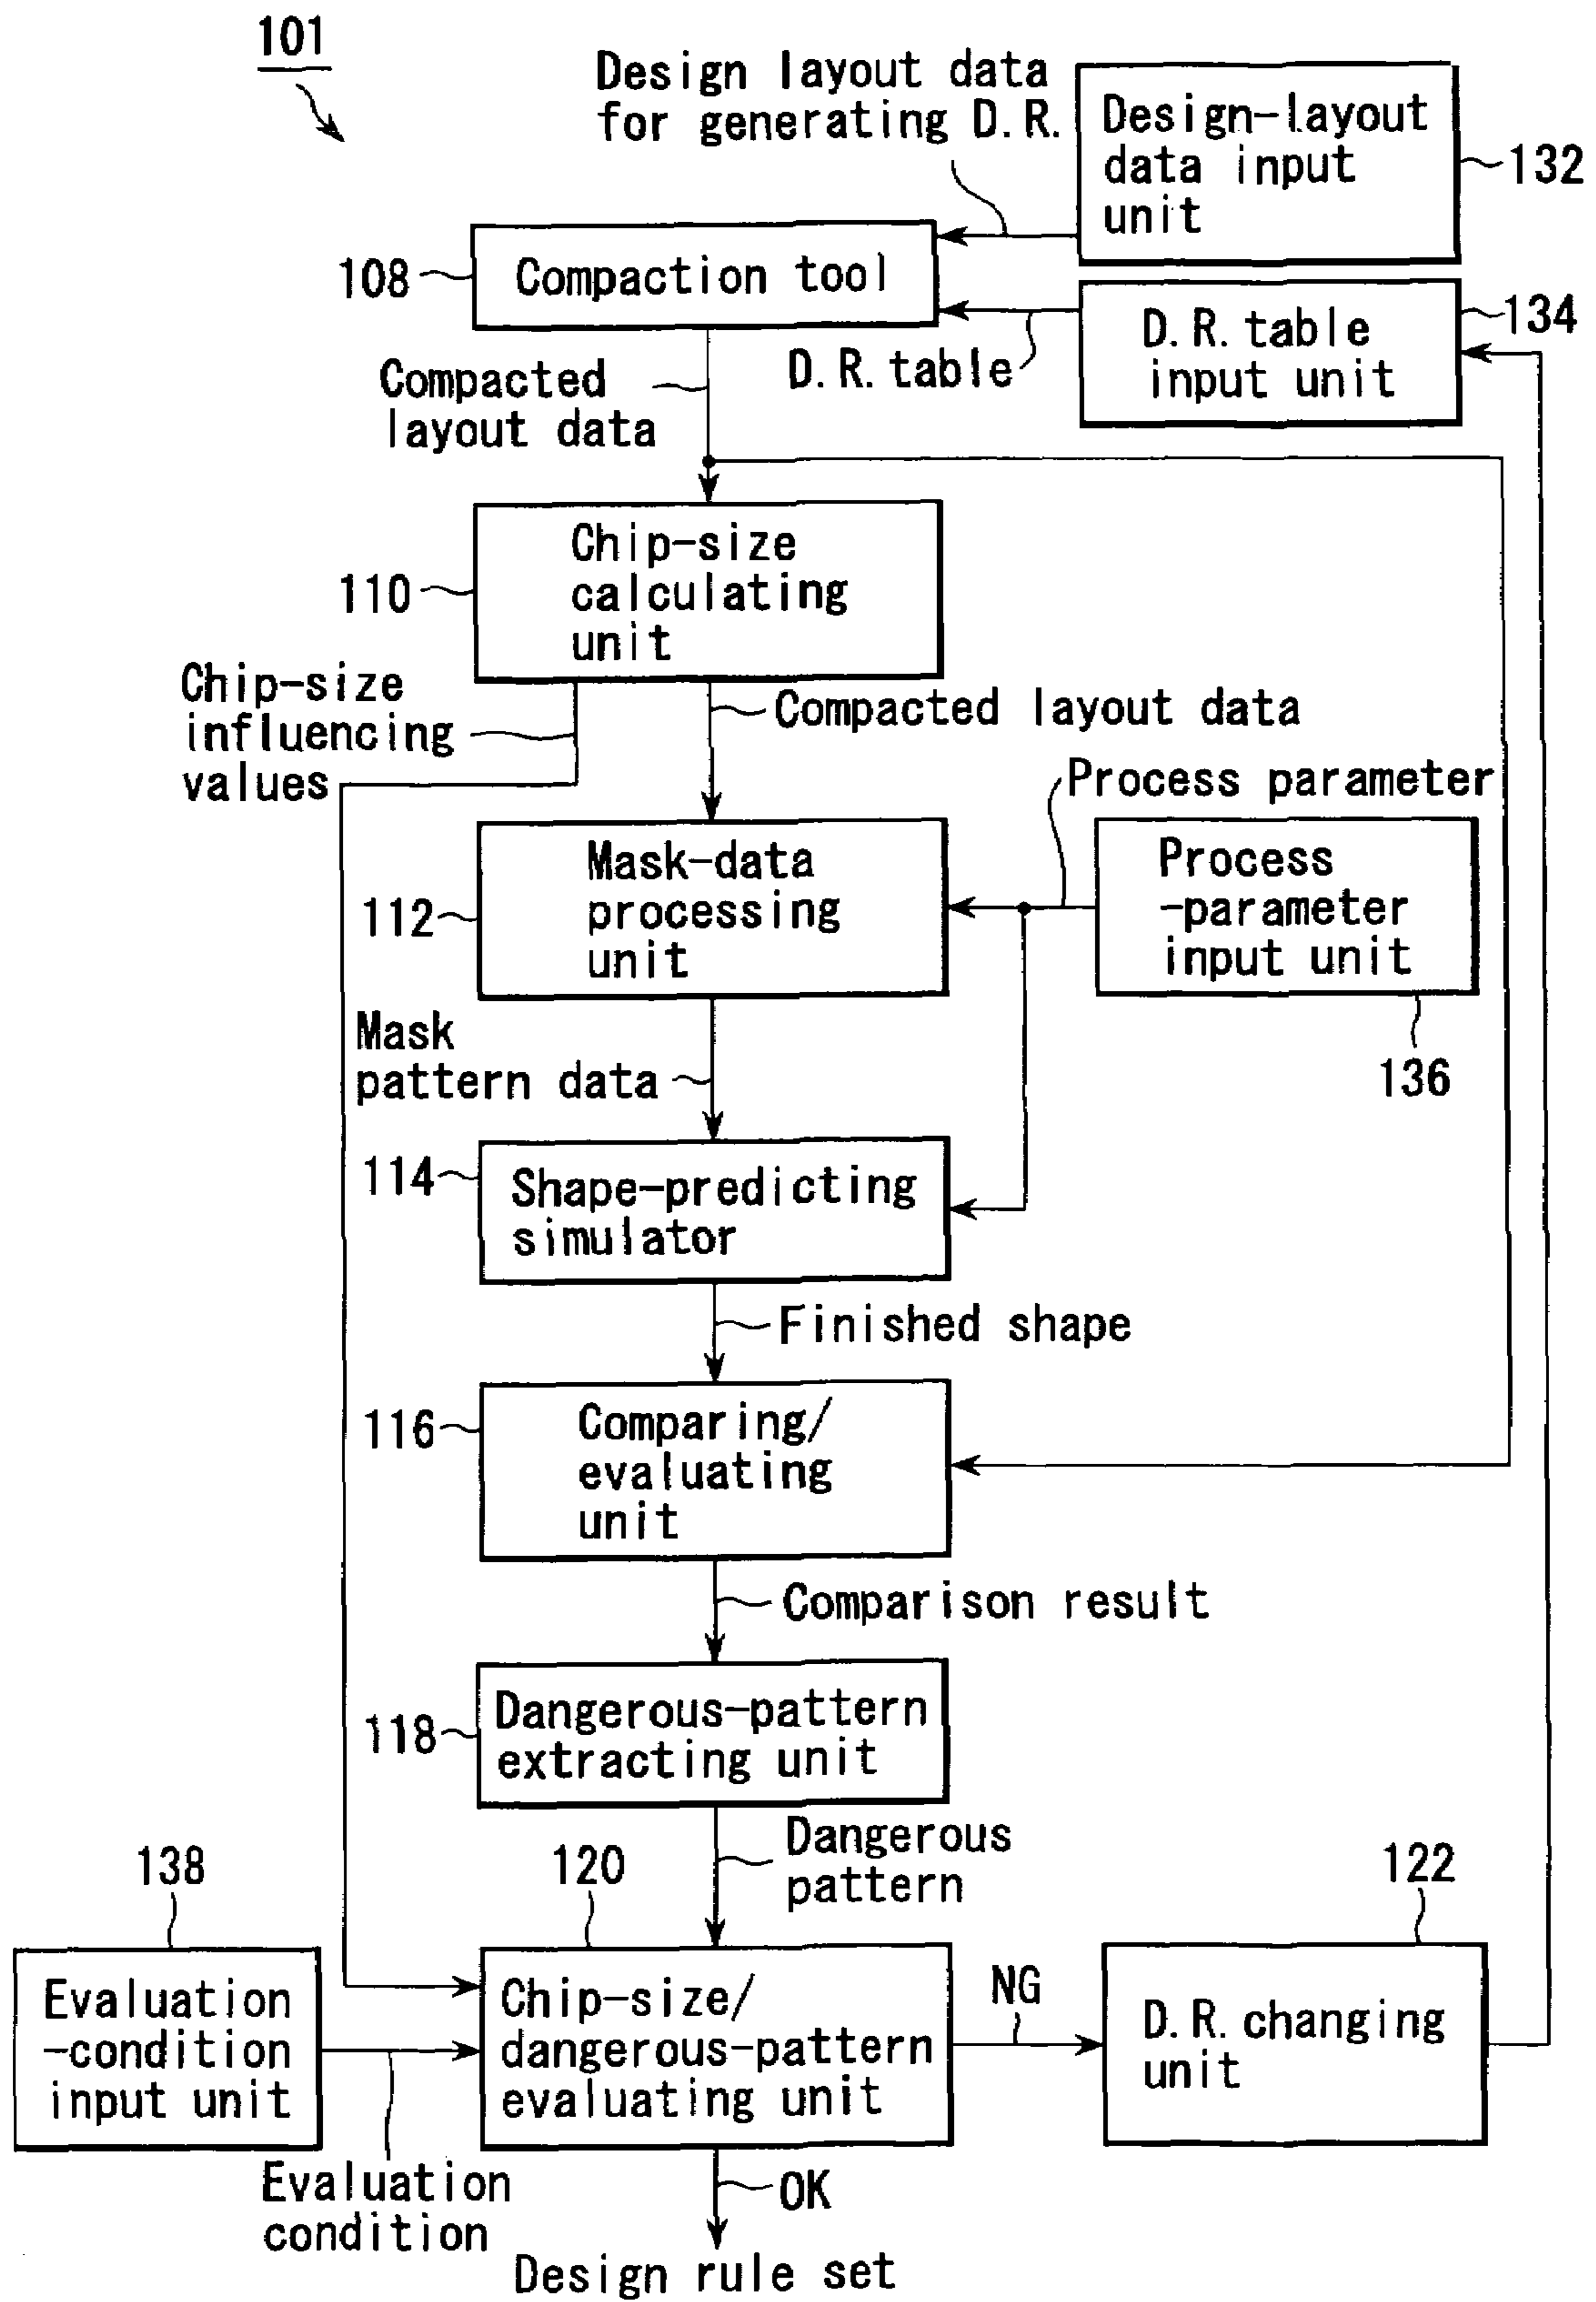 101
Design layout data
for generating D.R.
Design-layout
data input
unit
132
108
Compaction tool
D.R. table
input unit
134
D.R. table
Compacted
layout data
Chip-size
calculating
unit
110
Chip-size
influencing
values
Compacted layout data
Process parameter
Mask-data
processing
unit
112
Process
-parameter
input unit
136
Mask
pattern data
114
Shape-predicting
simulator
Finished shape
116
Comparing/
evaluating
unit
Comparison result
118
Dangerous-pattern
extracting unit
Dangerous
pattern
138
120
122
Evaluation
-condition
input unit
Chip-size/
dangerous-pattern
evaluating unit
NG
D.R. changing
unit
Evaluation
condition
OK
Design rule set